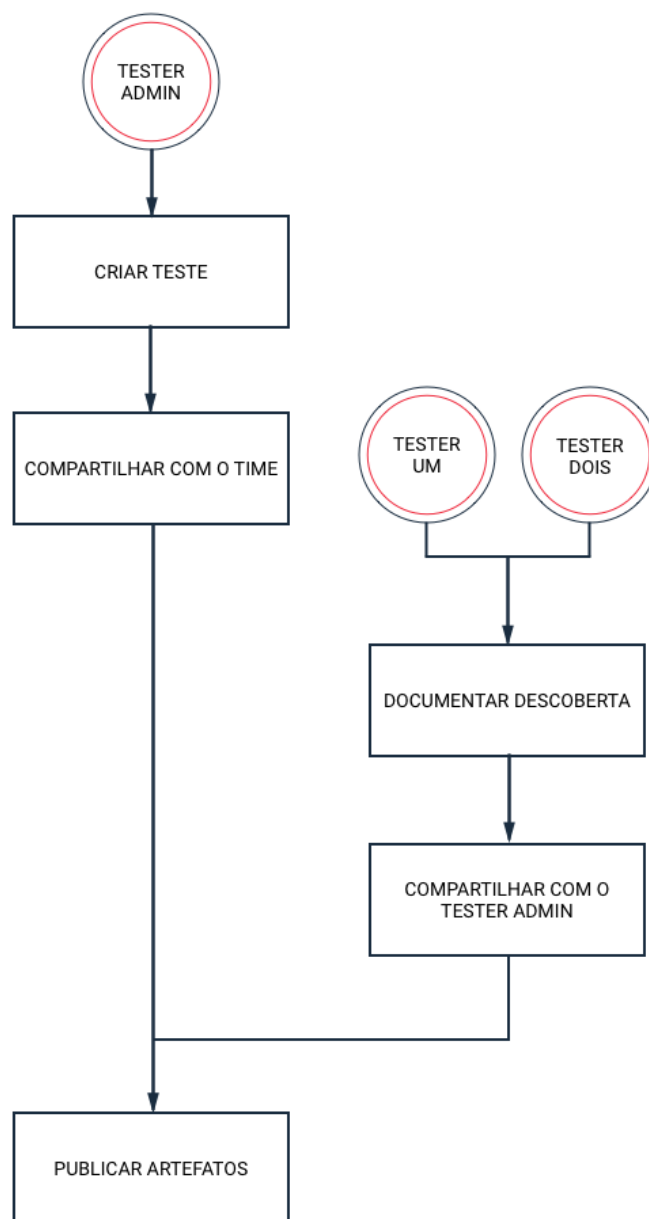 TESTER
ADMIN
CRIAR TESTE
COMPARTILHAR COM O TIME
TESTER
UM
TESTER
DOIS
DOCUMENTAR DESCOBERTA
COMPARTILHAR COM O
TESTER ADMIN
PUBLICAR ARTEFATOS